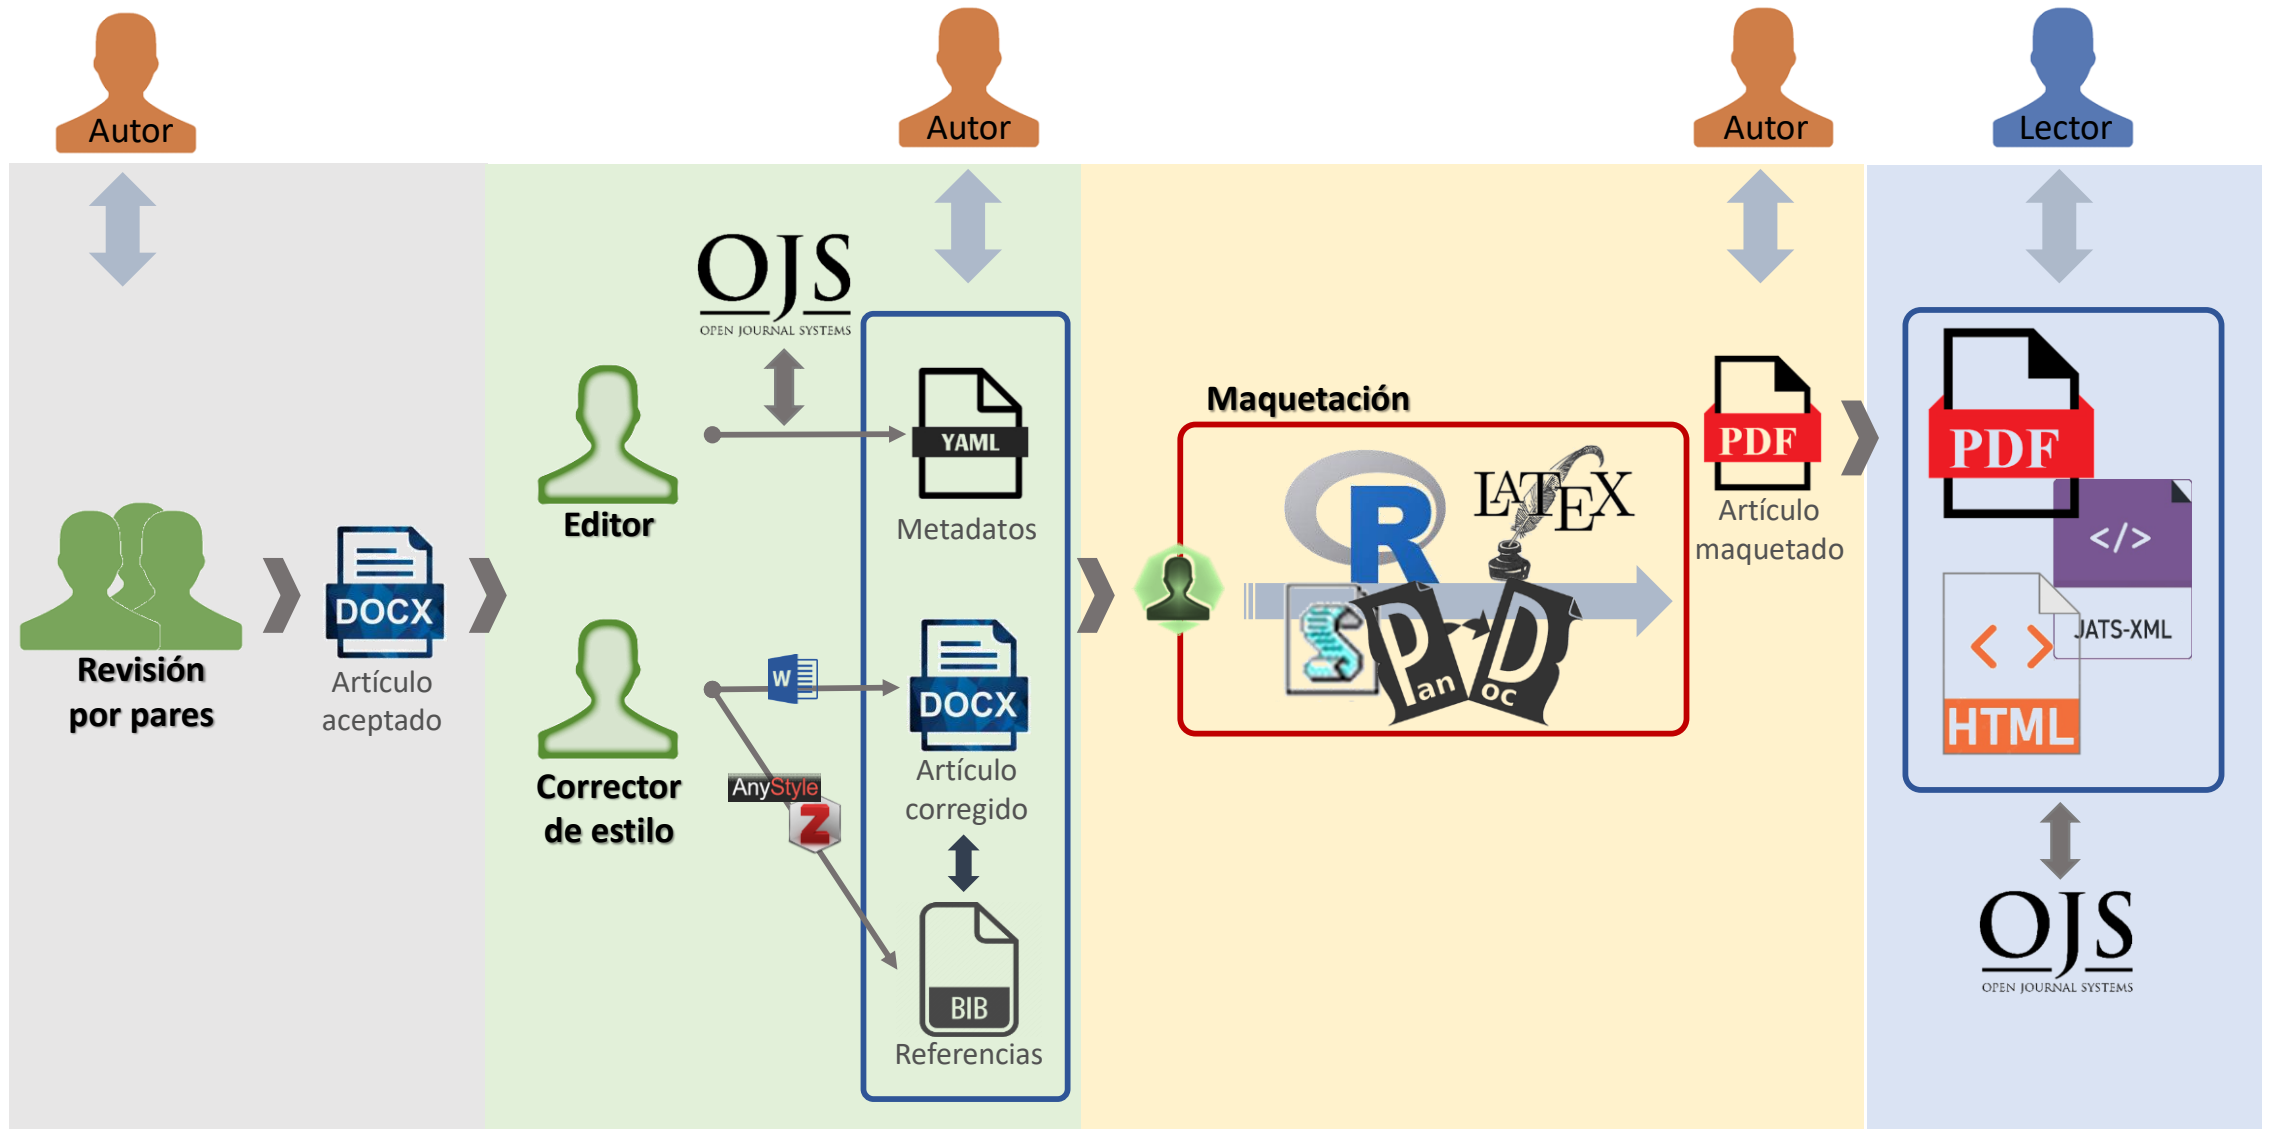 Autor
Autor
Autor
Lector
OJS
OPEN JOURNAL SYSTEMS
Revisión
por pares
DOCX
Artículo
aceptado
Editor
YAML
Metadatos
Corrector
de estilo
W
DOCX
Artículo
corregido
AnyStyle
Z
BIB
Referencias
Maquetación
R
LATEX
S
Pan
Doc
PDF
Artículo
maquetado
PDF
</>
JATS-XML
< >
HTML
OJS
OPEN JOURNAL SYSTEMS